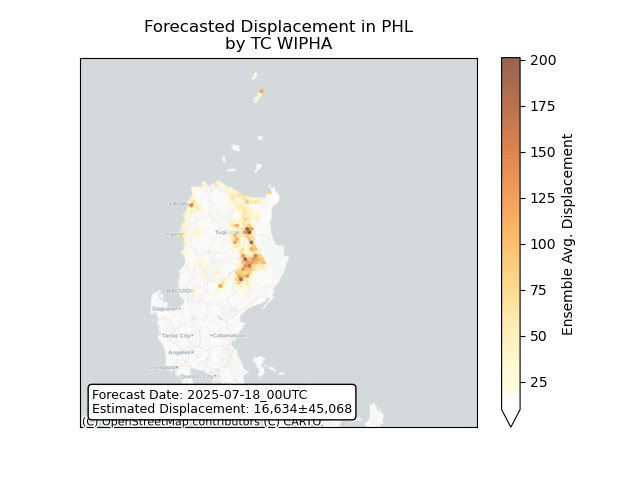 Forecasted Displacement in PHL
by TC WIPHA
200
175
150
125
100
75
50
25
Ensemble Avg. Displacement
LAOAG
Vigan
BAGUIO
Dagupan
Tarlac City
Cabanatuan
Angeles
Olongapo
Quezon City
Forecast Date: 2025-07-18_00UTC
Estimated Displacement: 16,634±45,068
(C) OpenStreetMap contributors (C) CARTO